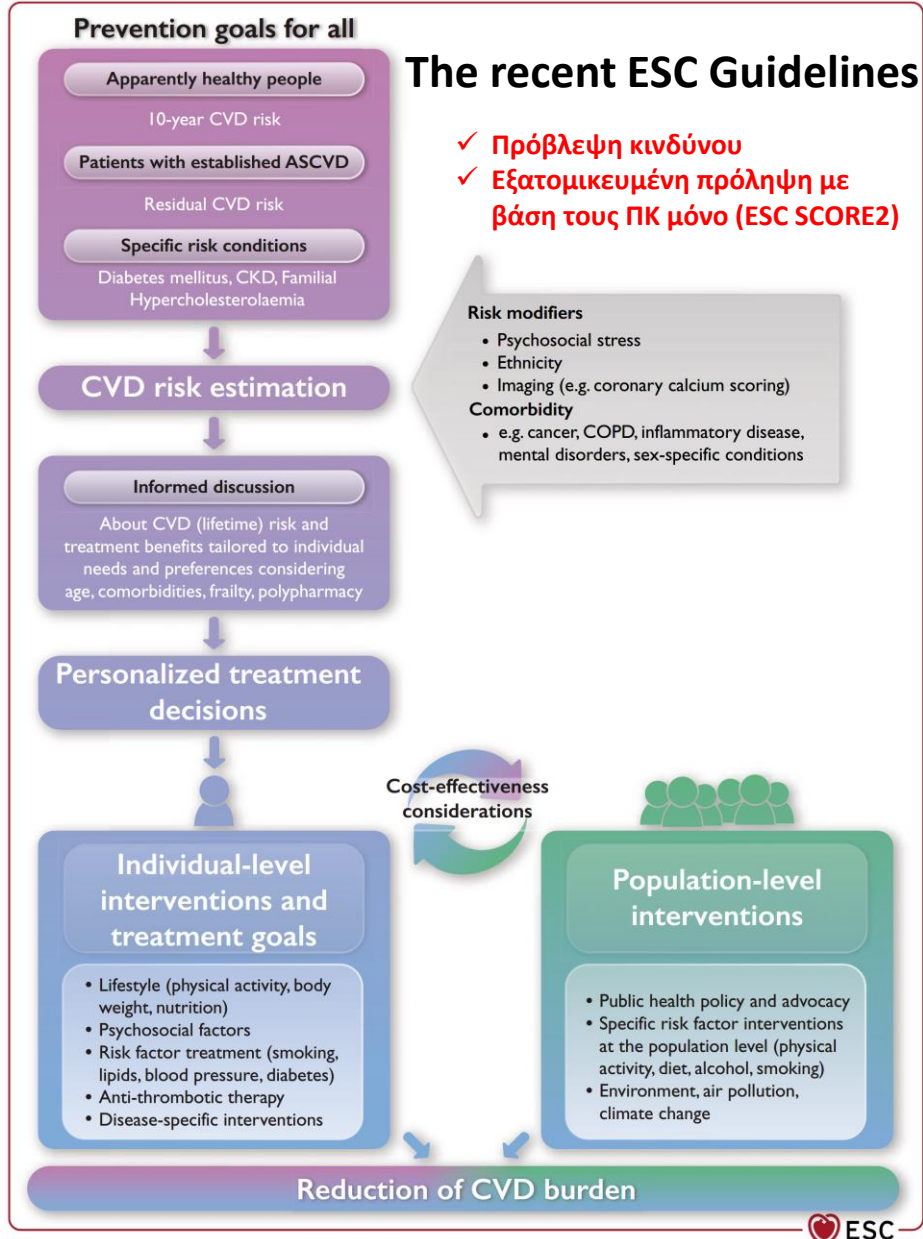 Prevention goals for all
Apparently healthy people
10-year CVD risk
Patients with established ASCVD
Residual CVD risk
Specific risk conditions
Diabetes mellitus, CKD, Familial
Hypercholesterolaemia
The recent ESC Guidelines
✓ Πρόβλεψη κινδύνου
✓ Εξατομικευμένη πρόληψη με
βάση τους ΠΚ μόνο (ESC SCORE2)
CVD risk estimation
Risk modifiers
• Psychosocial stress
• Ethnicity
• Imaging (e.g. coronary calcium scoring)
Comorbidity
• e.g. cancer, COPD, inflammatory disease,
mental disorders, sex-specific conditions
Informed discussion
About CVD (lifetime) risk and
treatment benefits tailored to individual
needs and preferences considering
age, comorbidities, frailty, polypharmacy
Personalized treatment
decisions
Cost-effectiveness
considerations
Individual-level
interventions and
treatment goals
• Lifestyle (physical activity, body
weight, nutrition)
• Psychosocial factors
• Risk factor treatment (smoking,
lipids, blood pressure, diabetes)
• Anti-thrombotic therapy
• Disease-specific interventions
Population-level
interventions
• Public health policy and advocacy
• Specific risk factor interventions
at the population level (physical
activity, diet, alcohol, smoking)
• Environment, air pollution,
climate change
Reduction of CVD burden
ESC